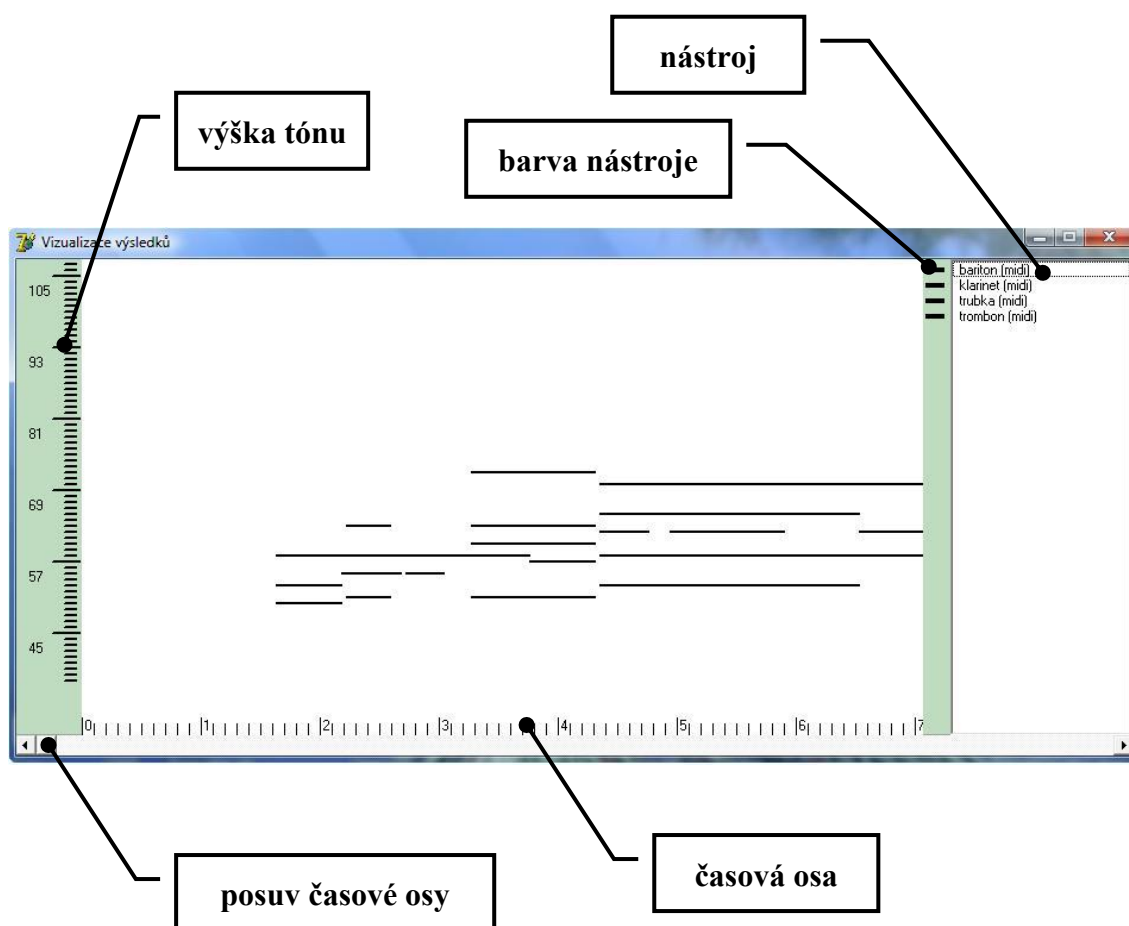 nástroj
výška tónu
barva nástroje
Vizualizace výsledků
105
93
81
69
57
45
bariton (midi)
klarinet (midi)
trubka (midi)
trombon (midi)
0 1 2 3 4 5 6 7
časová osa
posuv časové osy